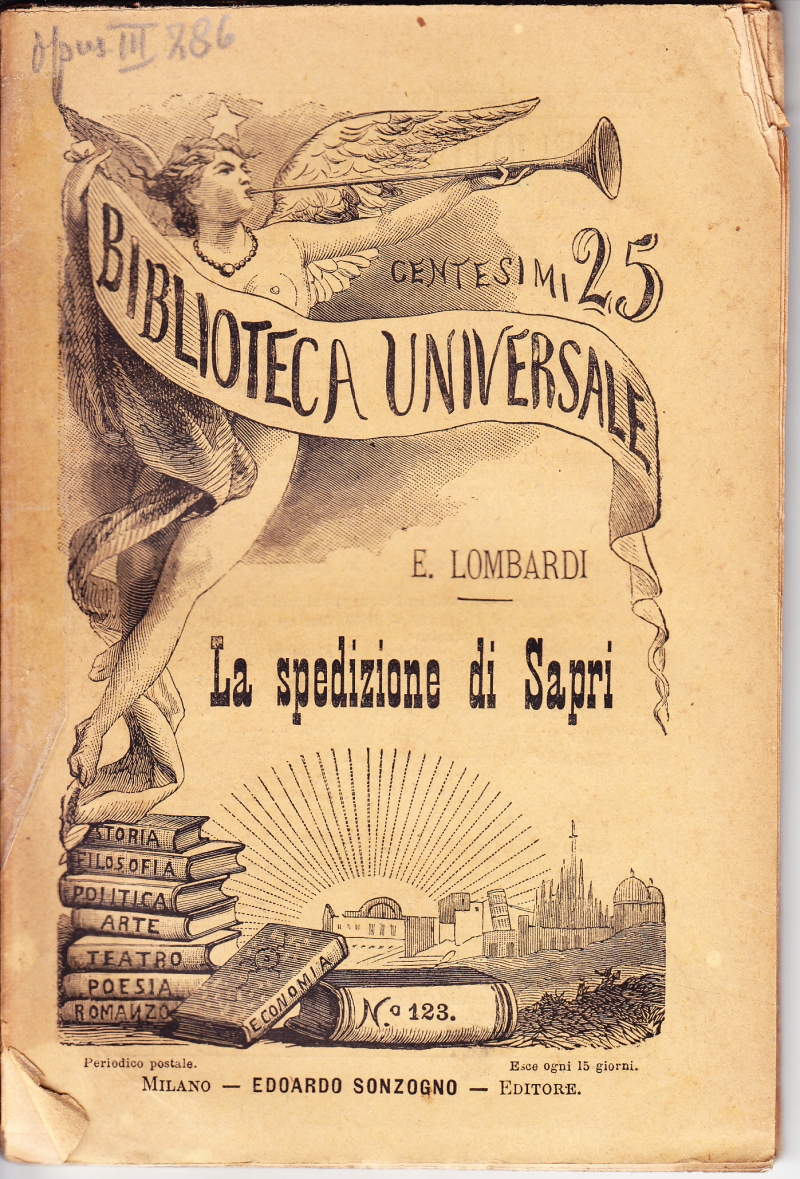 Opus III 786
CENTESIMI 25
BIBLIOTECA UNIVERSALE
E. LOMBARDI
La spedizione di Sapri
STORIA
FILOSOFIA
POLITICA
ARTE
TEATRO
POESIA
ROMANZO
ECONOMIA
N.o 123.
Periodico postale.
Esce ogni 15 giorni.
MILANO — EDOARDO SONZOGNO — EDITORE.